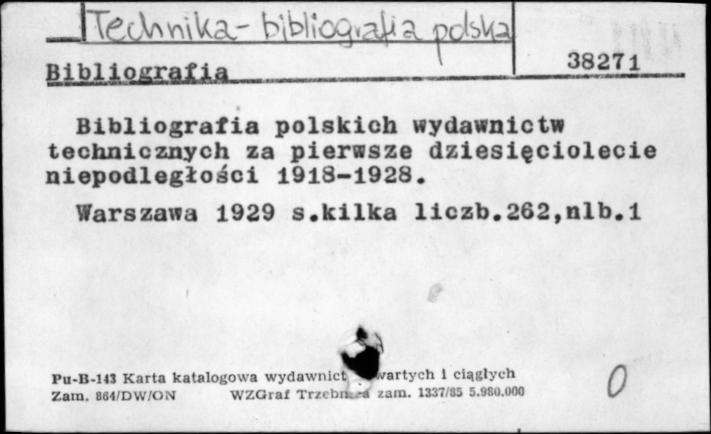 Technika - bibliografia polska
38271
Bibliografia
Bibliografia polskich wydawnictw
technicznych za pierwsze dziesięciolecie
niepodległości 1918-1928.
Warszawa 1929 s.kilka liczb.262,nlb.1
Pu-B-143 Karta katalogowa wydawnict wartych i ciągłych
Zam. 864/DW/ON WZGraf zam. 1337/85 5.980.000
0